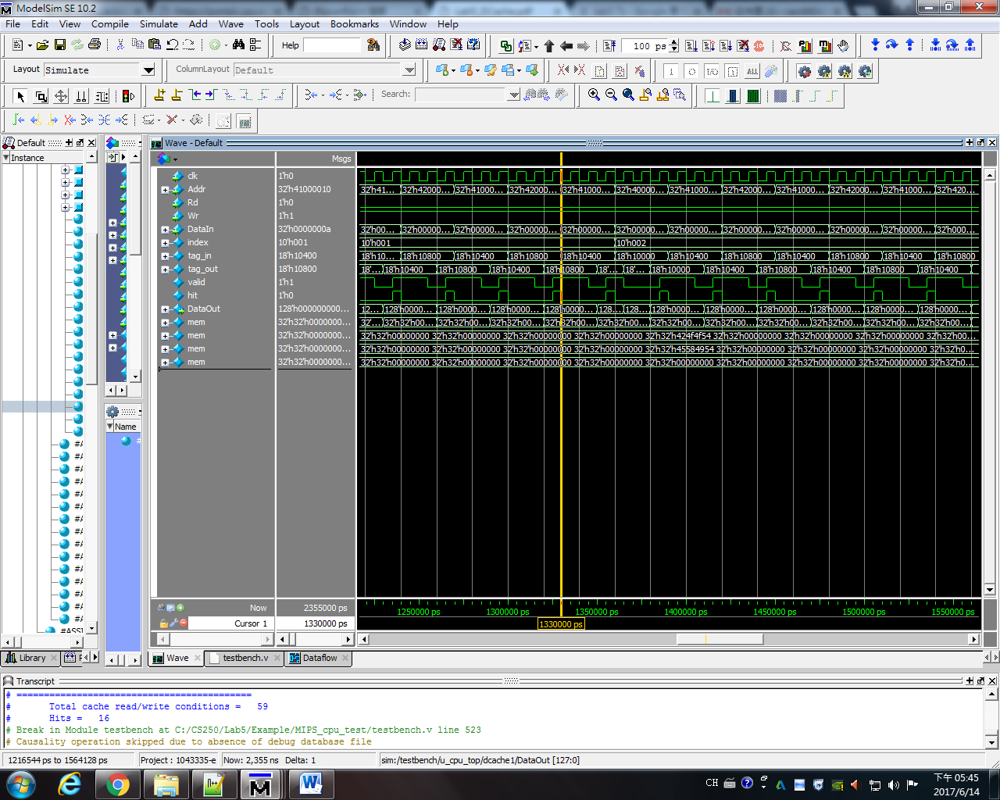 ModelSim SE 10.2
File Edit View Compile Simulate Add Wave Tools Layout Bookmarks Window Help
Help
100 ps
Layout Simulate
ColumnLayout Default
ALL
Search:
Default
Instance
Wave - Default
Msgs
clk 1'h0
Addr 32'h41000010 32'h41... 32'h42000... 32'h41000... 32'h42000... 32'h41000... 32'h40000... 32'h41000... 32'h42000... 32'h41000... 32'h42000... 32'h41000... 32'h420...
Rd 1'h0
Wr 1'h1
DataIn 32'h0000000a 32'h00... 32'h00000... 32'h00000... 32'h00000... 32'h00000... 32'h00000... 32'h00000... 32'h00000... 32'h00000... 32'h00000... 32'h00000... 32'h000...
index 10'h001 10'h001 10'h002
tag_in 18'h10400 18'h10... 18'h10800 18'h10400 18'h10800 18'h10400 18'h10000 18'h10400 18'h10800 18'h10400 18'h10800 18'h10400 18'h10800
tag_out 18'h10800 18'... 18'h10400 18'h10800 18'h10400 18'h10800 18'... 18'h... 18'h10000 18'h10400 18'h10800 18'h10400 18'h10800 18'h10400
valid 1'h1
hit 1'h0
DataOut 128'h000000000... 12... 128'h0000... 128'h0000... 128'h0000... 128'h0000... 128... 128'h... 128'h0000... 128'h0000... 128'h0000... 128'h0000... 128'h0000... 128'h0000...
mem 32'h32'h0000000... 32'... 32'h32'h00... 32'h32'h00... 32'h32'h00... 32'h32'h00... 32'h32'h00... 32'h32'h00... 32'h32'h00... 32'h32'h00... 32'h32'h00... 32'h32'h00...
mem 32'h32'h0000000... 32'h32'h00000000 32'h32'h00000000 32'h32'h00000000 32'h32'h00000000 32'h32'h424f4f54 32'h32'h00000000 32'h32'h00000000 32'h32'h00000000 32'h32'h00...
mem 32'h32'h0000000... 32'h32'h00000000 32'h32'h00000000 32'h32'h00000000 32'h32'h00000000 32'h32'h45584954 32'h32'h00000000 32'h32'h00000000 32'h32'h00000000 32'h32'h0...
mem 32'h32'h0000000... 32'h32'h00000000 32'h32'h00000000 32'h32'h00000000 32'h32'h00000000 32'h32'h00000000 32'h32'h00000000 32'h32'h00000000 32'h32'h00000000 32'h32'h0...
Name
#A
#ASSI
Now 2355000 ps 1250000 ps 1300000 ps 1350000 ps 1400000 ps 1450000 ps 1500000 ps 1550000 ps
Cursor 1 1330000 ps 1330000 ps
Library
Wave testbench.v Dataflow
Transcript
# ===========================================
# Total cache read/write conditions = 59
# Hits = 16
# Break in Module testbench at C:/CS250/Lab5/Example/MIPS_cpu_test/testbench.v line 523
# Causality operation skipped due to absence of debug database file
1216544 ps to 1564128 ps Project : 1043335-e Now: 2,355 ns Delta: 1 sim:/testbench/u_cpu_top/dcache1/DataOut [127:0]
CH
下午 05:45
2017/6/14